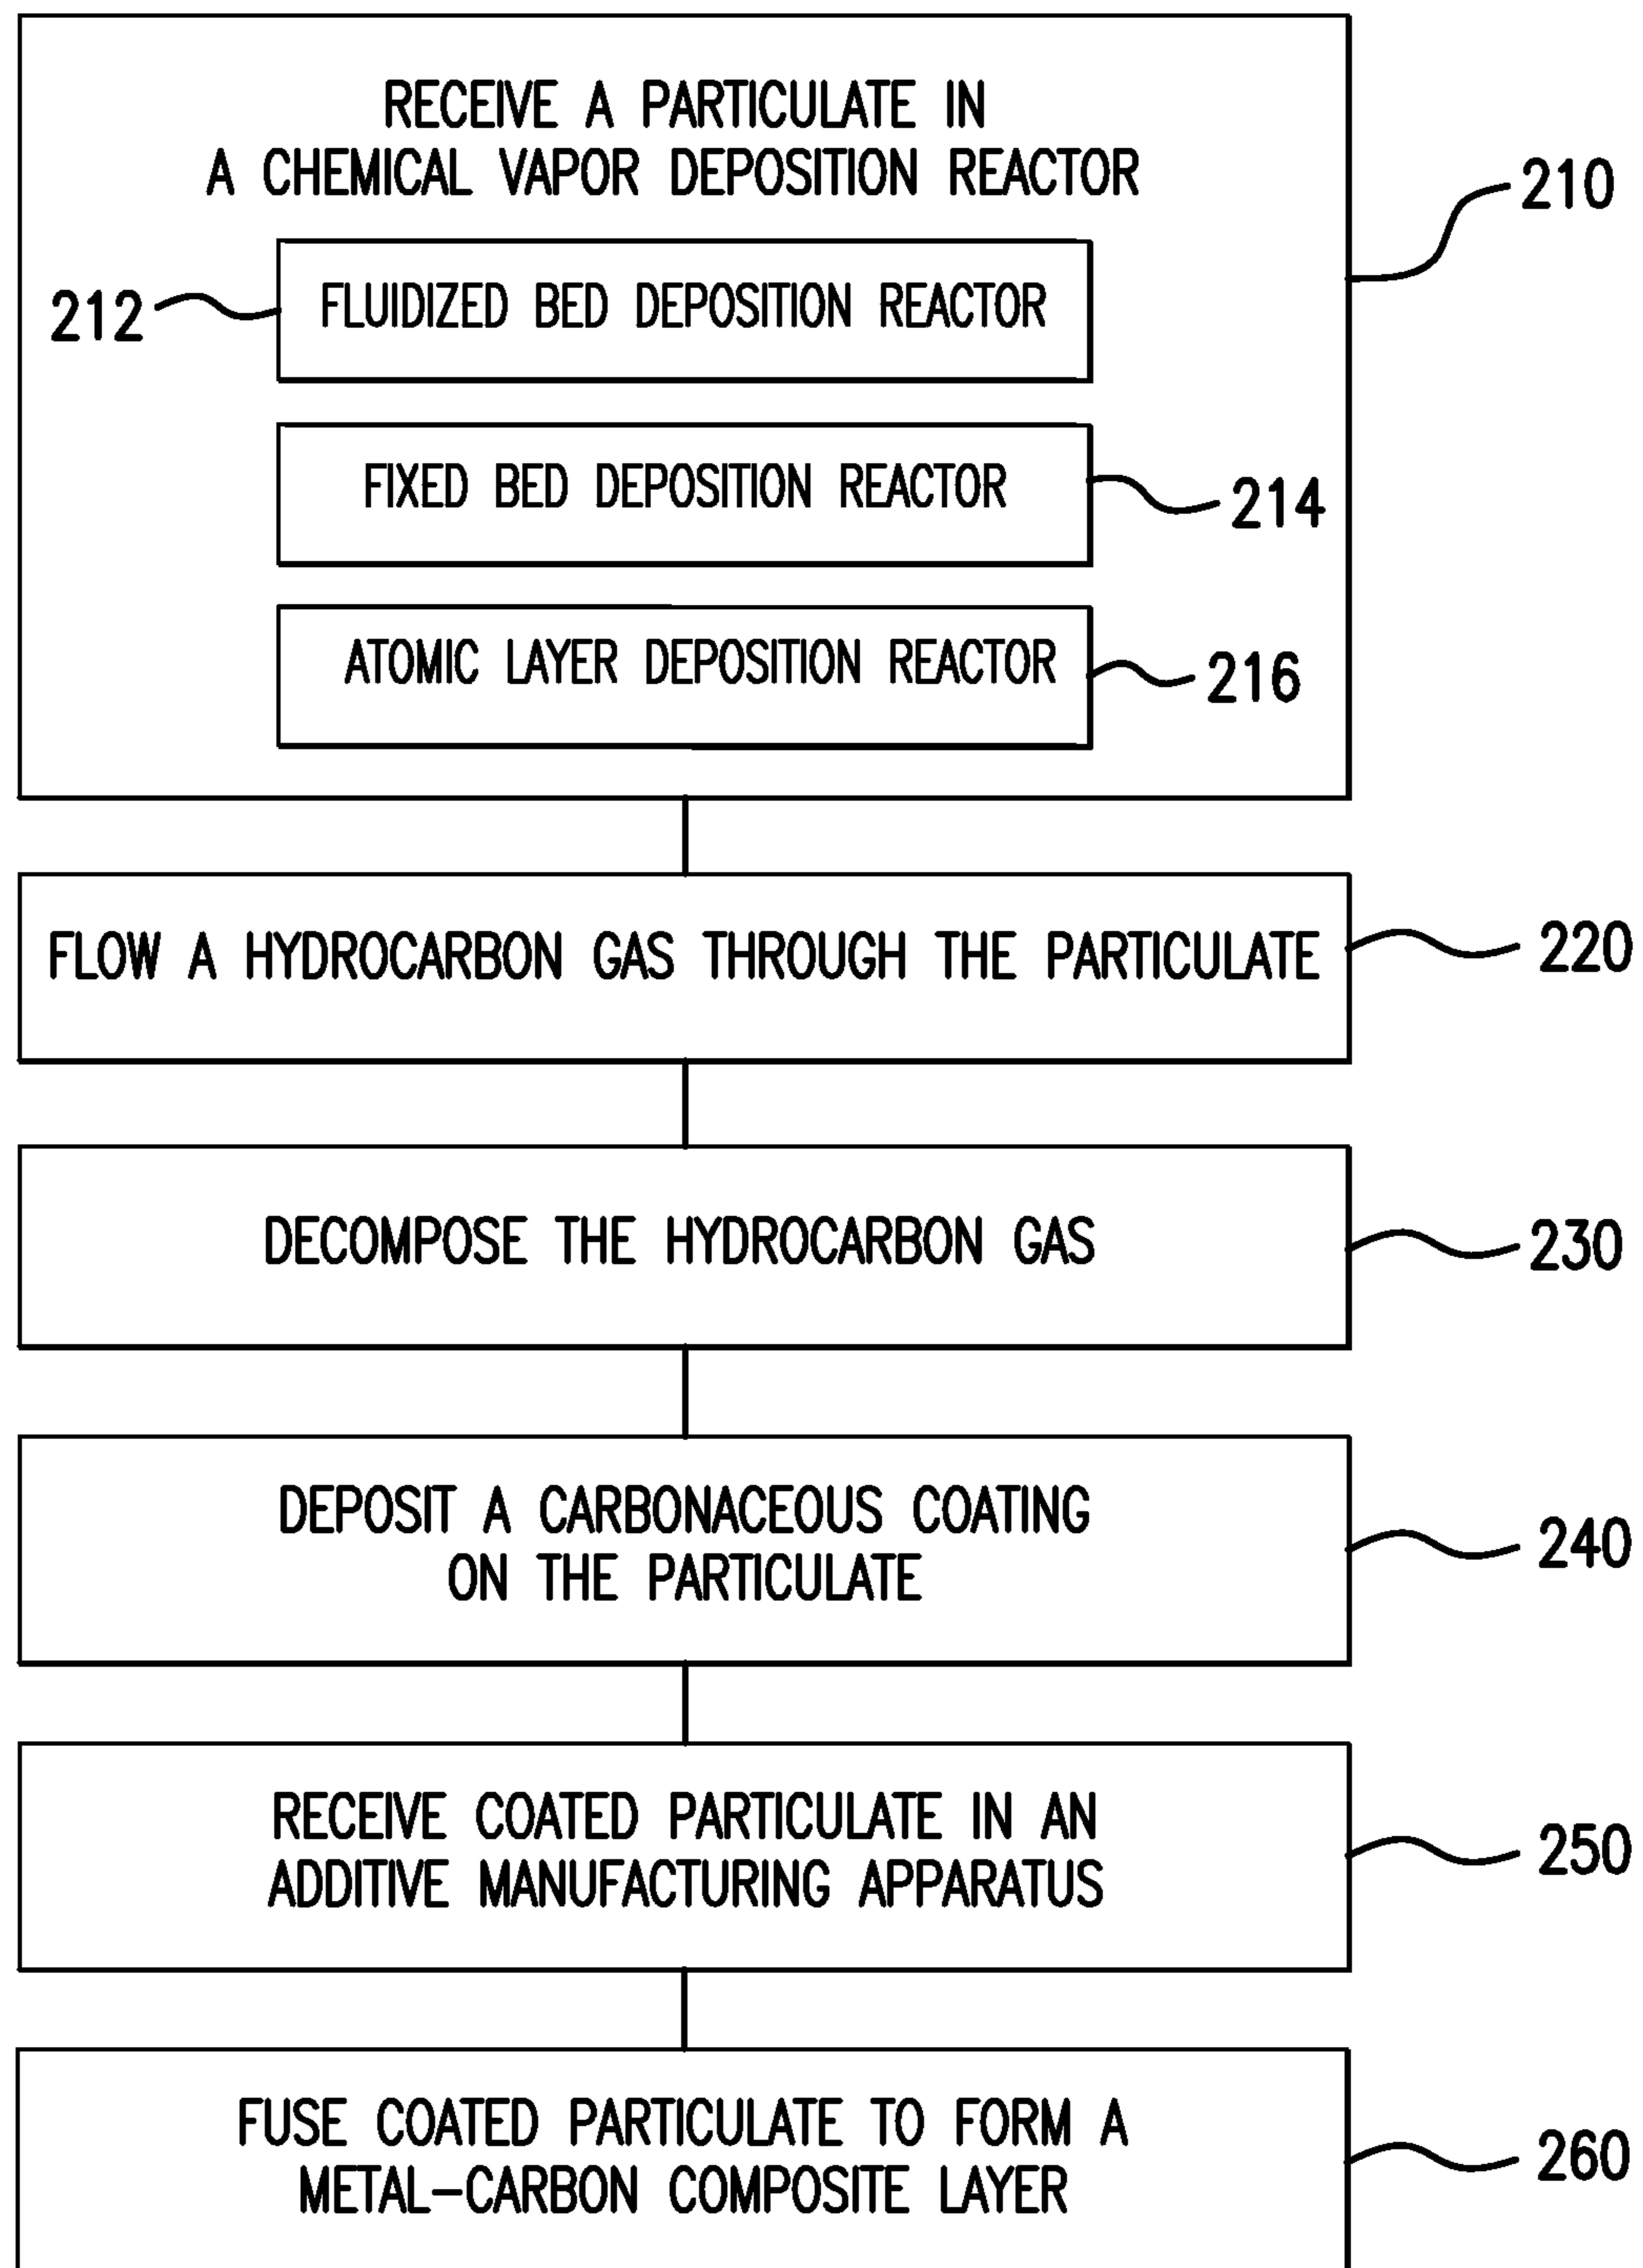 RECEIVE A PARTICULATE IN
A CHEMICAL VAPOR DEPOSITION REACTOR
210
212
FLUIDIZED BED DEPOSITION REACTOR
FIXED BED DEPOSITION REACTOR
214
ATOMIC LAYER DEPOSITION REACTOR
216
FLOW A HYDROCARBON GAS THROUGH THE PARTICULATE
220
DECOMPOSE THE HYDROCARBON GAS
230
DEPOSIT A CARBONACEOUS COATING
ON THE PARTICULATE
240
RECEIVE COATED PARTICULATE IN AN
ADDITIVE MANUFACTURING APPARATUS
250
FUSE COATED PARTICULATE TO FORM A
METAL-CARBON COMPOSITE LAYER
260